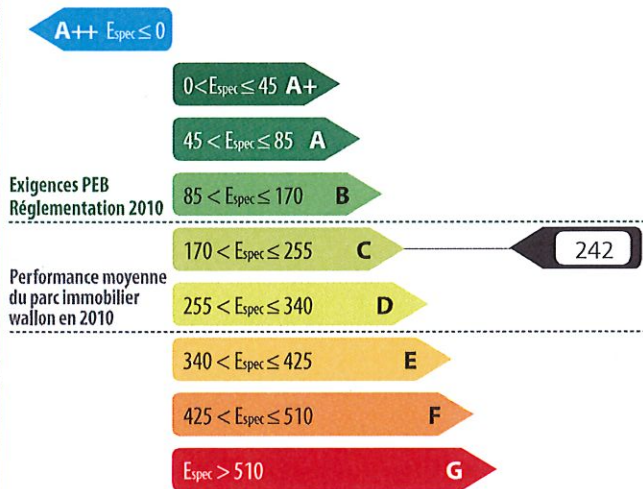 A++ Espec ≤ 0
0 < Espec ≤ 45 A+
45 < Espec ≤ 85 A
Exigences PEB
Réglementation 2010
85 < Espec ≤ 170 B
170 < Espec ≤ 255 C
242
Performance moyenne
du parc immobilier
wallon en 2010
255 < Espec ≤ 340 D
340 < Espec ≤ 425 E
425 < Espec ≤ 510 F
Espec > 510 G